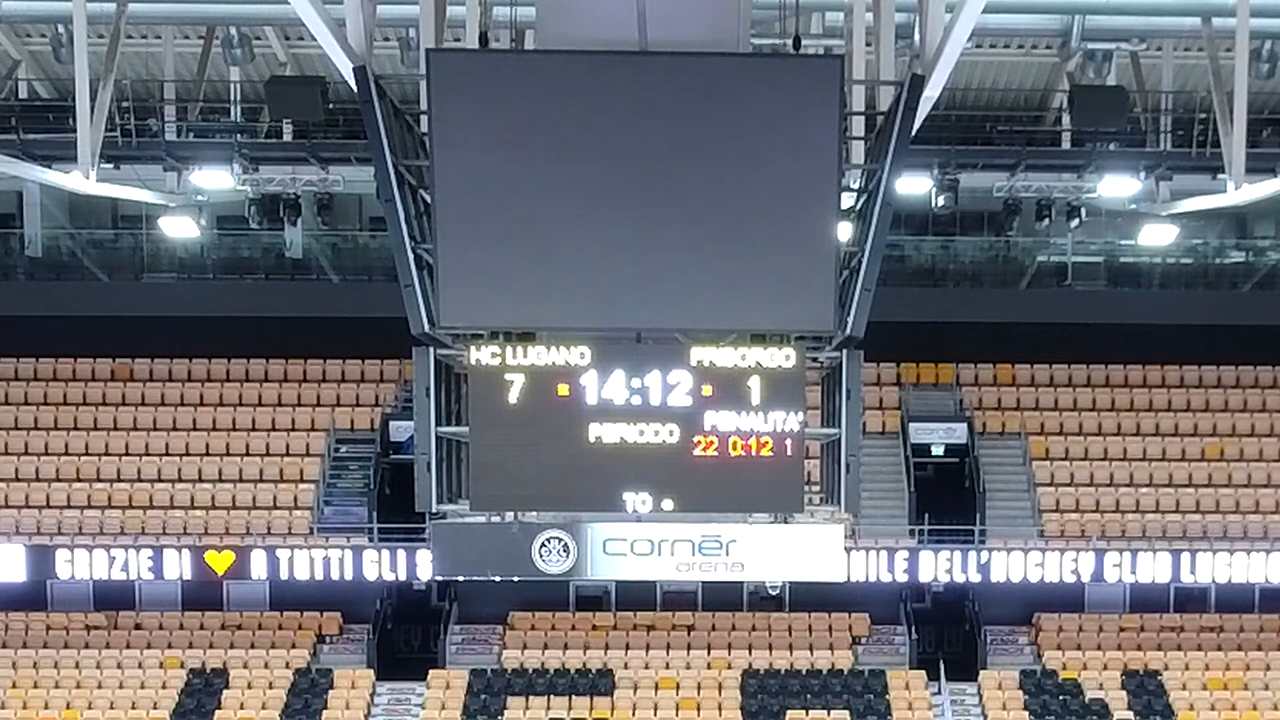 HC LUGANO FRIBORGO
7 14:12 1
PENALITA'
PERIODO 22 0:12 1
TO
GRAZIE DI A TUTTI GLI S
cornèr
arena
NILE DELL'HOCKEY CLUB LUGANO